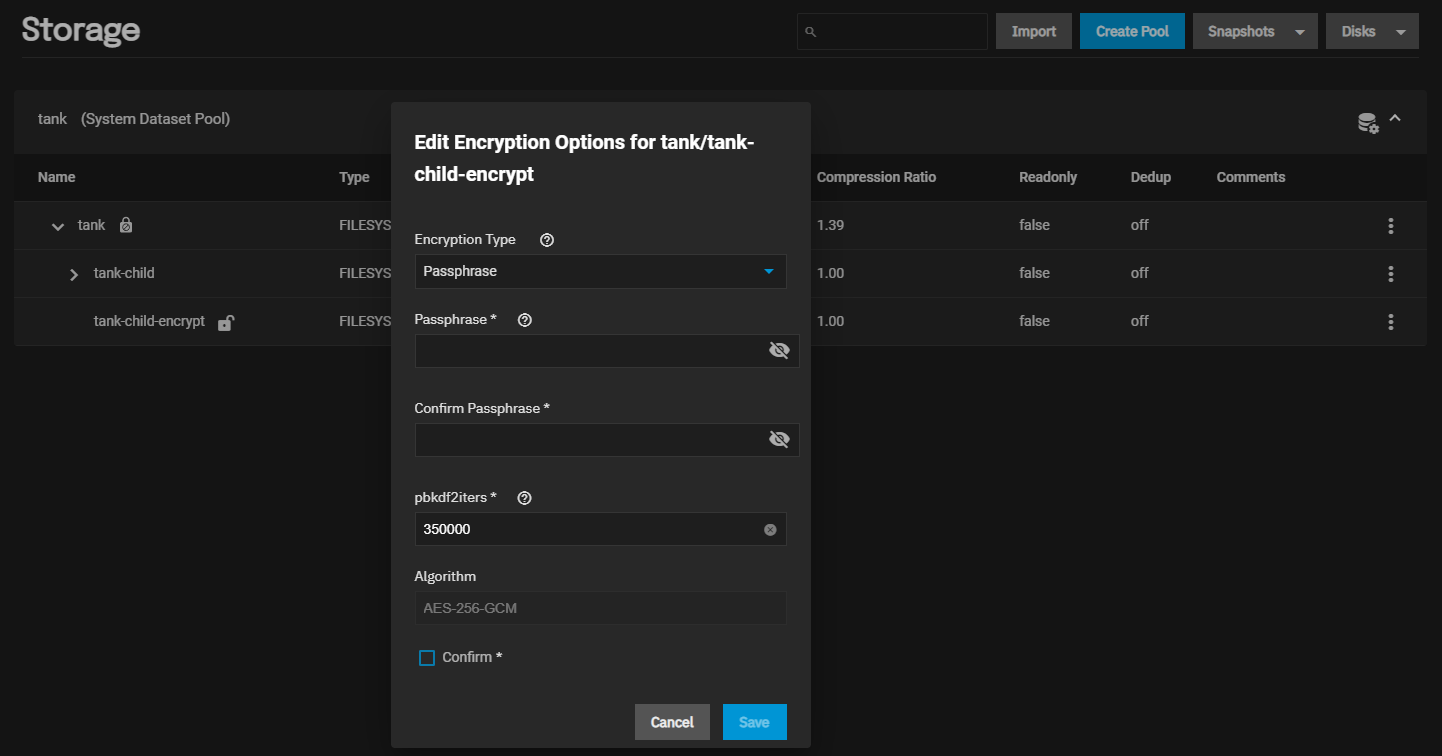 Storage
Import
Create Pool
Snapshots
Disks
tank (System Dataset Pool)
Edit Encryption Options for tank/tank-
child-encrypt
Name Type Compression Ratio Readonly Dedup Comments
tank FILESYS 1.39 false off
tank-child FILESYS 1.00 false off
tank-child-encrypt FILESYS 1.00 false off
Encryption Type
Passphrase
Passphrase *
Confirm Passphrase *
pbkdf2iters *
350000
Algorithm
AES-256-GCM
Confirm *
Cancel
Save